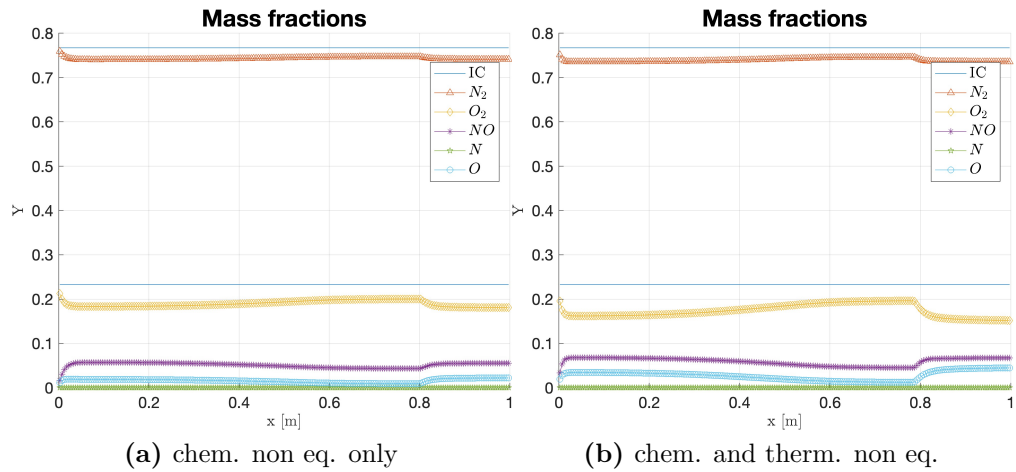 Mass fractions
0.8
0.7
0.6
0.5
0.4
0.3
0.2
0.1
0
Y
IC
N2
O2
NO
N
O
0 0.2 0.4 0.6 0.8 1
x [m]
(a) chem. non eq. only
Mass fractions
0.8
0.7
0.6
0.5
0.4
0.3
0.2
0.1
0
Y
IC
N2
O2
NO
N
O
0 0.2 0.4 0.6 0.8 1
x [m]
(b) chem. and therm. non eq.